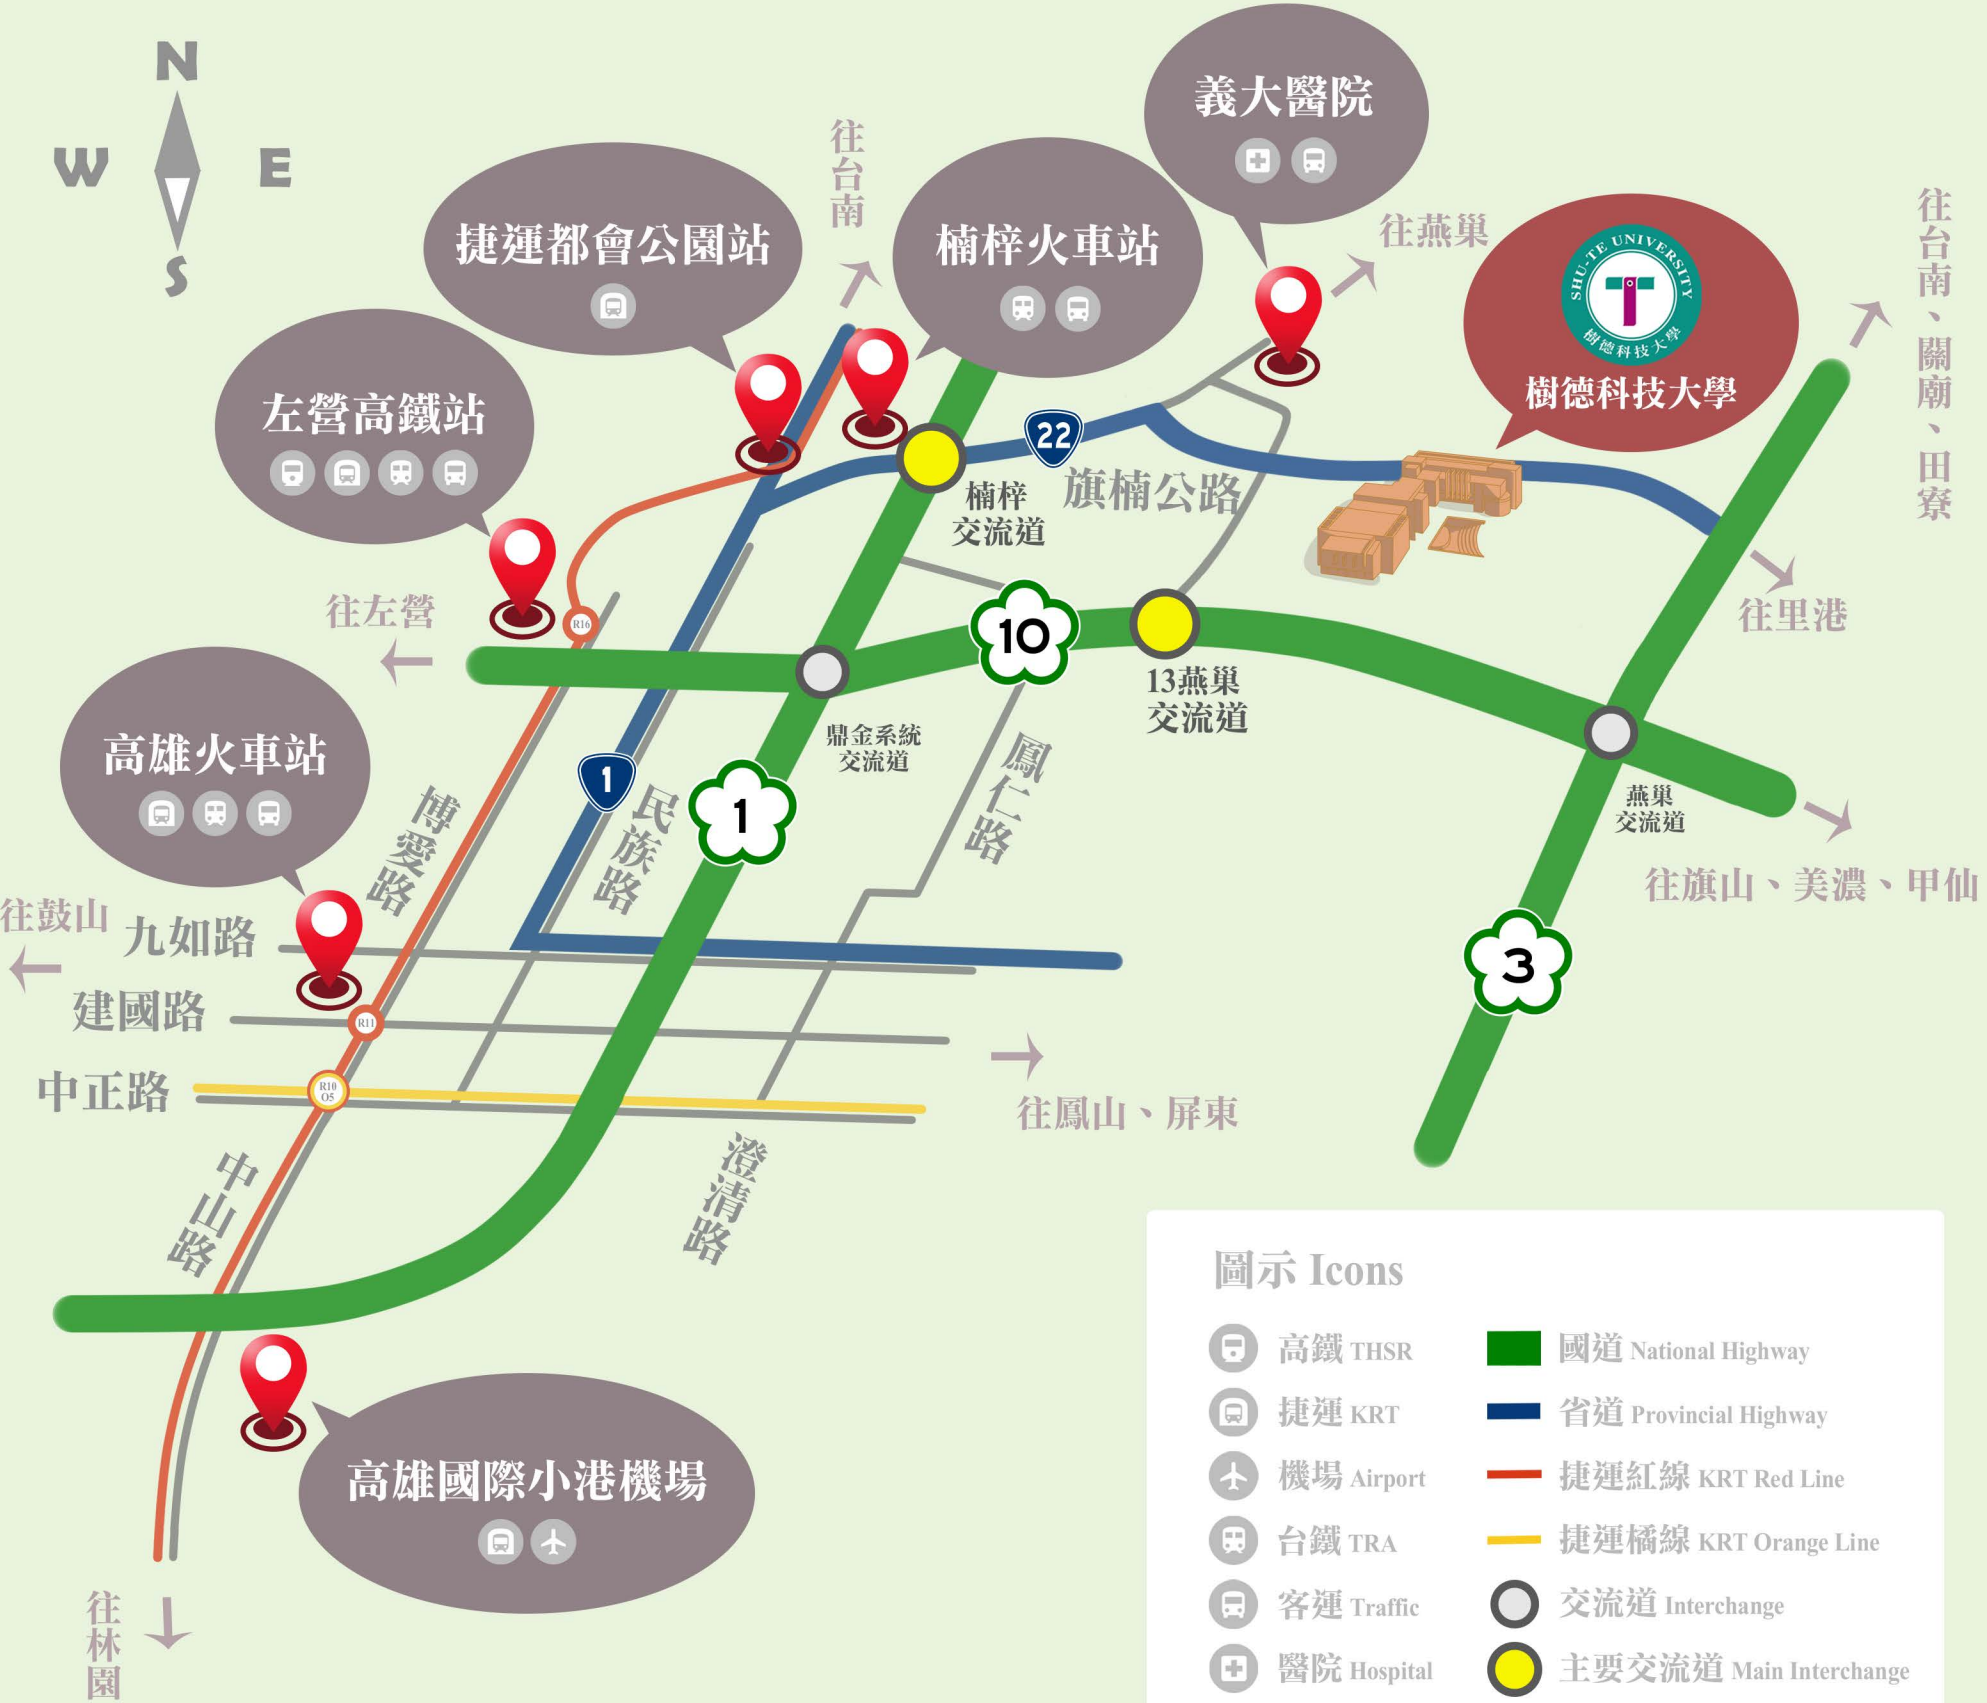 N
W
E
S
義大醫院
往台南
楠梓火車站
捷運都會公園站
往燕巢
SHU-TE UNIVERSITY
樹德科技大學
樹德科技大學
往台南、關廟、田寮
左營高鐵站
22
旗楠公路
楠梓
交流道
往左營
R16
10
往里港
13燕巢
交流道
高雄火車站
鼎金系統
交流道
1
民族路
1
鳳仁路
博愛路
燕巢
交流道
往旗山、美濃、甲仙
往鼓山
九如路
3
建國路
R11
中正路
R10
O5
往鳳山、屏東
中山路
澄清路
高雄國際小港機場
往林園
圖示 Icons
高鐵 THSR
國道 National Highway
捷運 KRT
省道 Provincial Highway
機場 Airport
捷運紅線 KRT Red Line
台鐵 TRA
捷運橘線 KRT Orange Line
客運 Traffic
交流道 Interchange
醫院 Hospital
主要交流道 Main Interchange